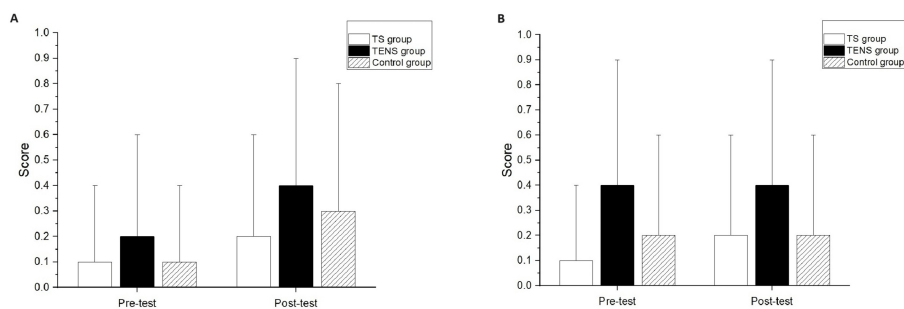 A
TS group
TENS group
Control group
1.0
0.9
0.8
0.7
0.6
0.5
0.4
0.3
0.2
0.1
0.0
Score
Pre-test
Post-test
B
TS group
TENS group
Control group
1.0
0.9
0.8
0.7
0.6
0.5
0.4
0.3
0.2
0.1
0.0
Score
Pre-test
Post-test